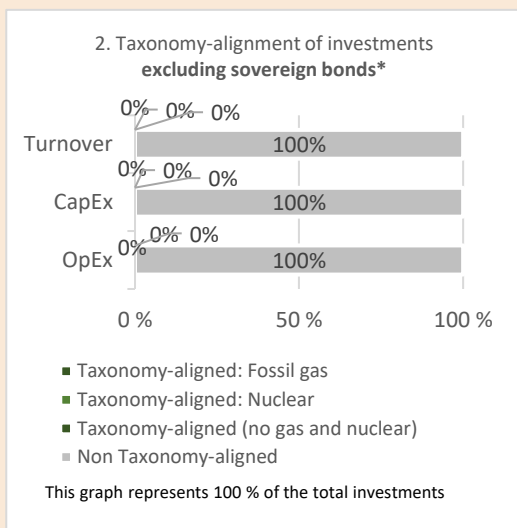 2. Taxonomy-alignment of investments
excluding sovereign bonds*
0% 0% 0%
Turnover 100%
0% 0% 0%
CapEx 100%
0% 0% 0%
OpEx 100%
0 % 50 % 100 %
Taxonomy-aligned: Fossil gas
Taxonomy-aligned: Nuclear
Taxonomy-aligned (no gas and nuclear)
Non Taxonomy-aligned
This graph represents 100 % of the total investments